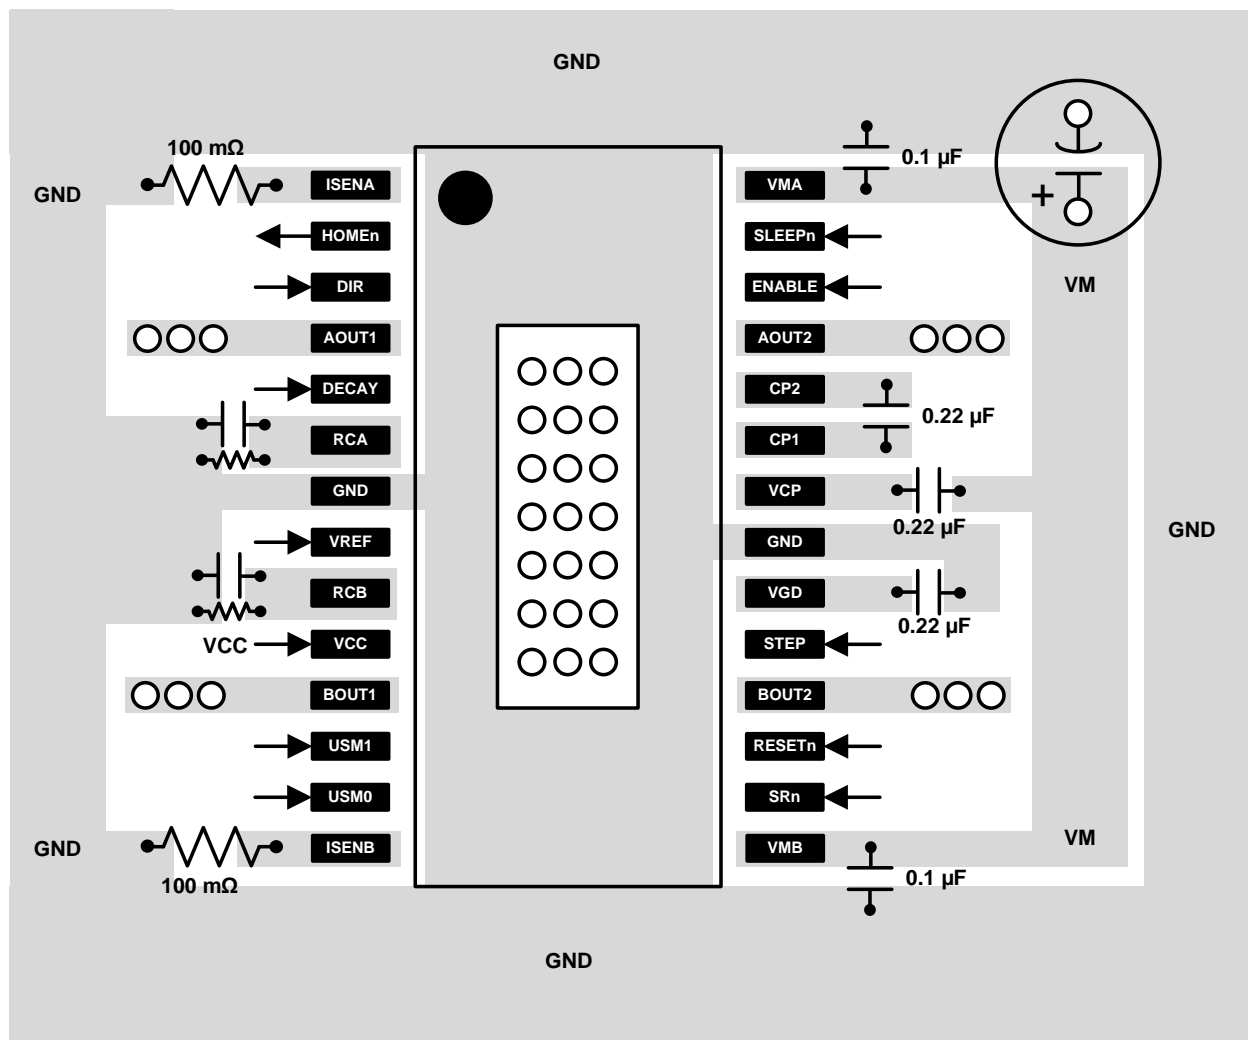 GND
100 mΩ
0.1 µF
GND
ISENA
VMA
+
HOMEn
SLEPn
DIR
ENABLE
VM
AOUT1
AOUT2
DECAY
CP2
0.22 µF
RCA
CP1
GND
VCP
0.22 µF
GND
VREF
GND
RCB
VGD
0.22 µF
VCC
VCC
STEP
BOUT1
BOUT2
USM1
RESETn
USM0
SRn
VM
GND
ISENB
VMB
100 mΩ
0.1 µF
GND